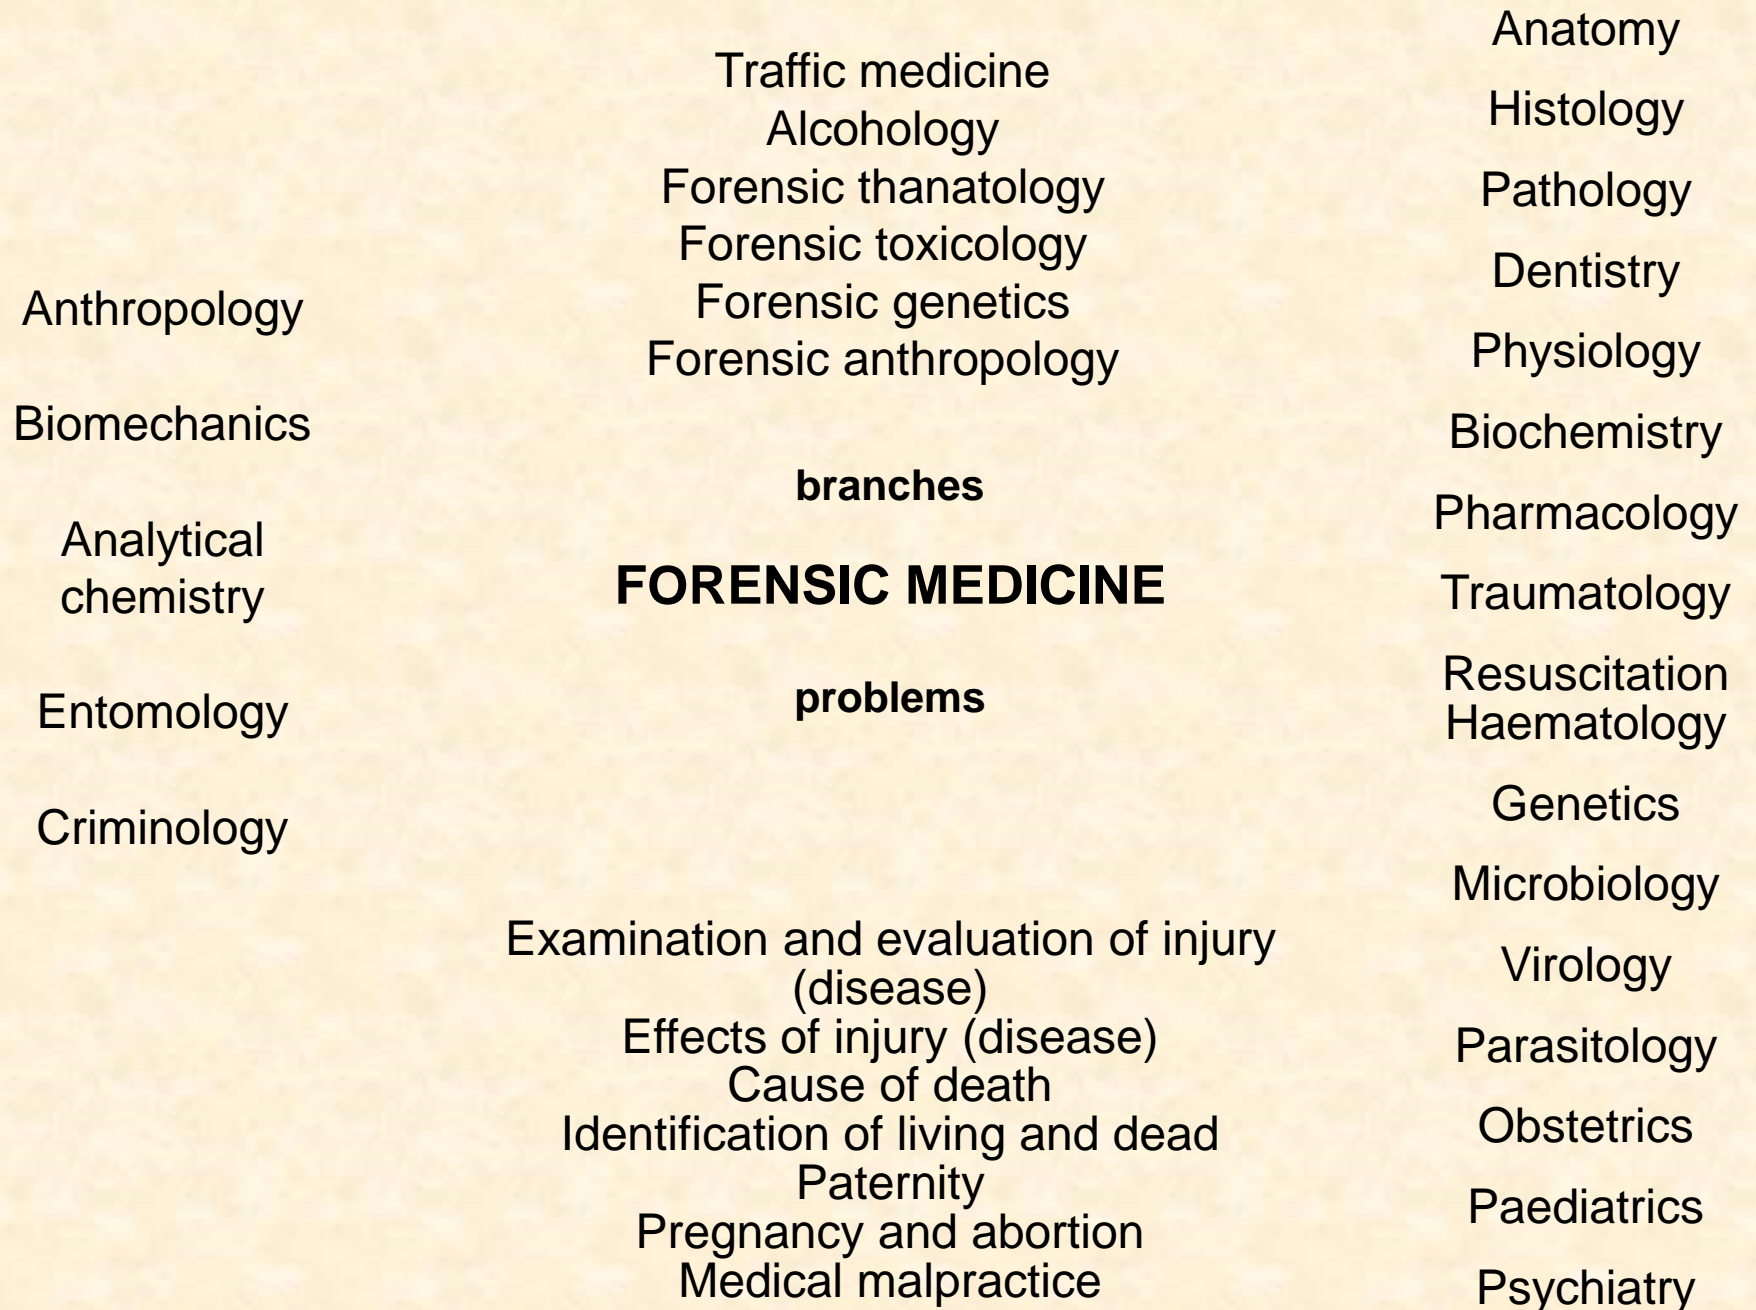 Anthropology
Biomechanics
Analytical
chemistry
Entomology
Criminology
Traffic medicine
Alcohology
Forensic thanatology
Forensic toxicology
Forensic genetics
Forensic anthropology
branches
FORENSIC MEDICINE
problems
Examination and evaluation of injury
(disease)
Effects of injury (disease)
Cause of death
Identification of living and dead
Paternity
Pregnancy and abortion
Medical malpractice
Anatomy
Histology
Pathology
Dentistry
Physiology
Biochemistry
Pharmacology
Traumatology
Resuscitation
Haematology
Genetics
Microbiology
Virology
Parasitology
Obstetrics
Paediatrics
Psychiatry